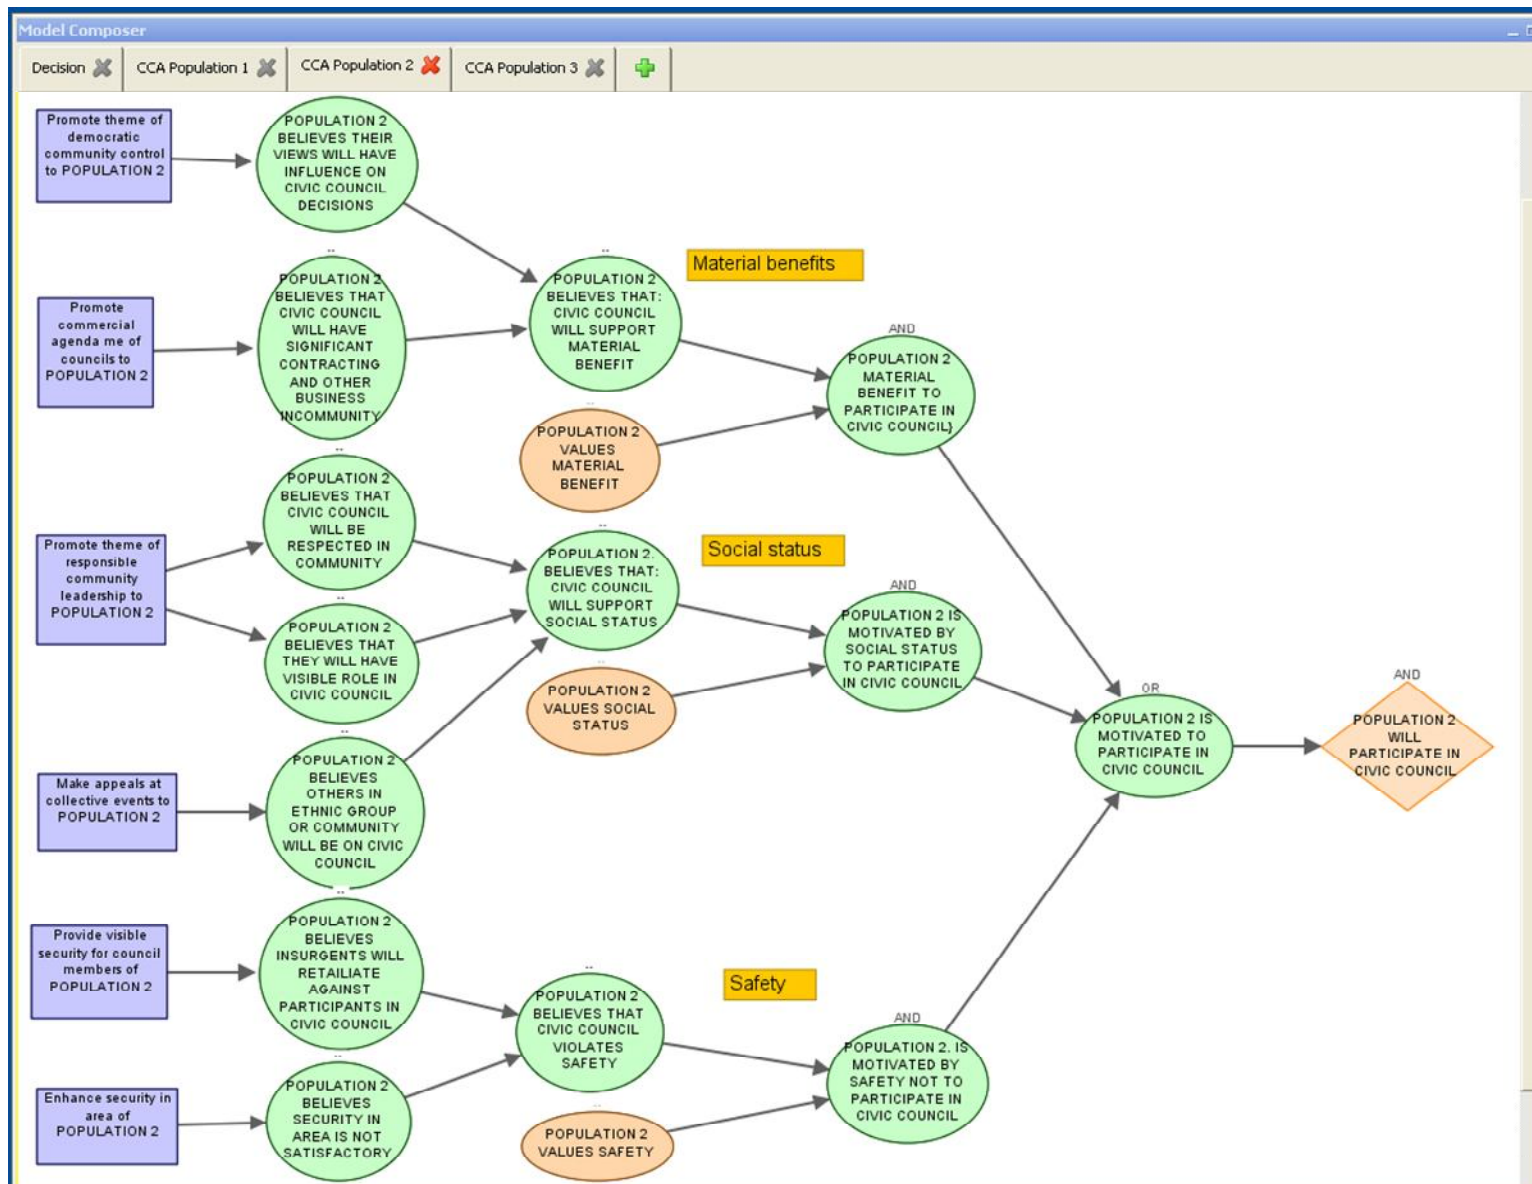 Model Composer
Decision
CCA Population 1
CCA Population 2
CCA Population 3
Promote theme of
democratic
community control
to POPULATION 2
POPULATION 2
BELIEVES THEIR
VIEWS WILL HAVE
INFLUENCE ON
CIVIC COUNCIL
DECISIONS
Promote
commercial
agenda me of
councils to
POPULATION 2
--
POPULATION 2
BELIEVES THAT
CIVIC COUNCIL
WILL HAVE
SIGNIFICANT
CONTRACTING
AND OTHER
BUSINESS
INCOMMUNITY
--
POPULATION 2
BELIEVES THAT:
CIVIC COUNCIL
WILL SUPPORT
MATERIAL
BENEFIT
Material benefits
--
POPULATION 2
VALUES
MATERIAL
BENEFIT
AND
POPULATION 2
MATERIAL
BENEFIT TO
PARTICIPATE IN
CIVIC COUNCIL}
Promote theme of
responsible
community
leadership to
POPULATION 2
--
POPULATION 2
BELIEVES THAT
CIVIC COUNCIL
WILL BE
RESPECTED IN
COMMUNITY
--
POPULATION 2
BELIEVES THAT
THEY WILL HAVE
VISIBLE ROLE IN
CIVIC COUNCIL
--
POPULATION 2.
BELIEVES THAT:
CIVIC COUNCIL
WILL SUPPORT
SOCIAL STATUS
Social status
--
POPULATION 2
VALUES SOCIAL
STATUS
AND
POPULATION 2 IS
MOTIVATED BY
SOCIAL STATUS
TO PARTICIPATE
IN CIVIC COUNCIL
OR
POPULATION 2 IS
MOTIVATED TO
PARTICIPATE IN
CIVIC COUNCIL
AND
POPULATION 2
WILL
PARTICIPATE IN
CIVIC COUNCIL
Make appeals at
collective events to
POPULATION 2
--
POPULATION 2
BELIEVES
OTHERS IN
ETHNIC GROUP
OR COMMUNITY
WILL BE ON CIVIC
COUNCIL
Provide visible
security for council
members of
POPULATION 2
--
POPULATION 2
BELIEVES
INSURGENTS WILL
RETAILIATE
AGAINST
PARTICIPANTS IN
CIVIC COUNCIL
--
POPULATION 2
BELIEVES THAT
CIVIC COUNCIL
VIOLATES
SAFETY
Safety
AND
POPULATION 2. IS
MOTIVATED BY
SAFETY NOT TO
PARTICIPATE IN
CIVIC COUNCIL
Enhance security in
area of
POPULATION 2
--
POPULATION 2
BELIEVES
SECURITY IN
AREA IS NOT
SATISFACTORY
--
POPULATION 2
VALUES SAFETY